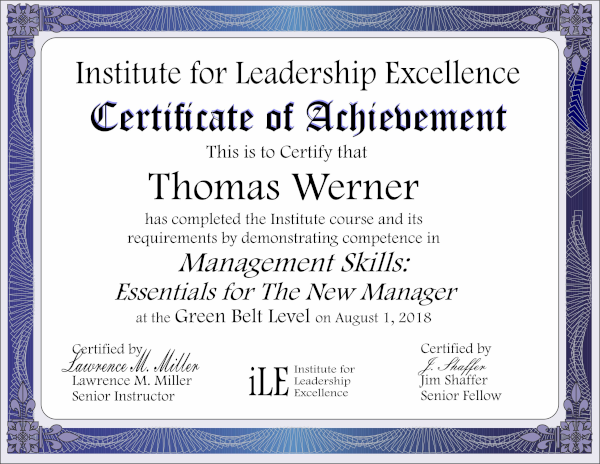 Institute for Leadership Excellence
Certificate of Achievement
This is to Certify that
Thomas Werner
has completed the Institute course and its
requirements by demonstrating competence in
Management Skills:
Essentials for The New Manager
at the Green Belt Level on August 1, 2018
Certified by
Lawrence M. Miller
Lawrence M. Miller
Senior Instructor
iLE
Institute for
Leadership
Excellence
Certified by
J. Shaffer
Jim Shaffer
Senior Fellow